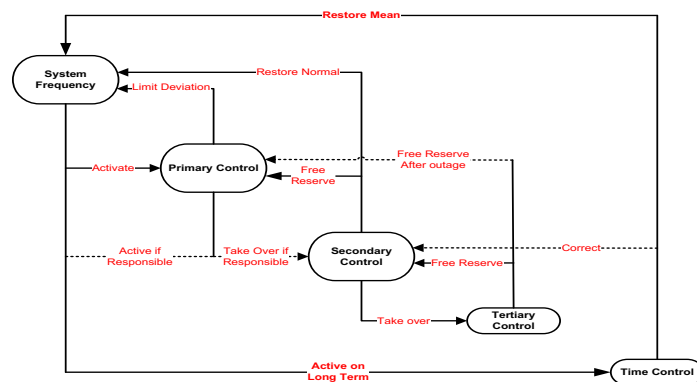 Restore Mean
System
Frequency
Restore Normal
Limit Deviation
Free Reserve
After outage
Activate
Primary Control
Free
Reserve
Active if
Responsible
Take Over if
Responsible
Secondary
Control
Correct
Free Reserve
Take over
Tertiary
Control
Active on
Long Term
Time Control